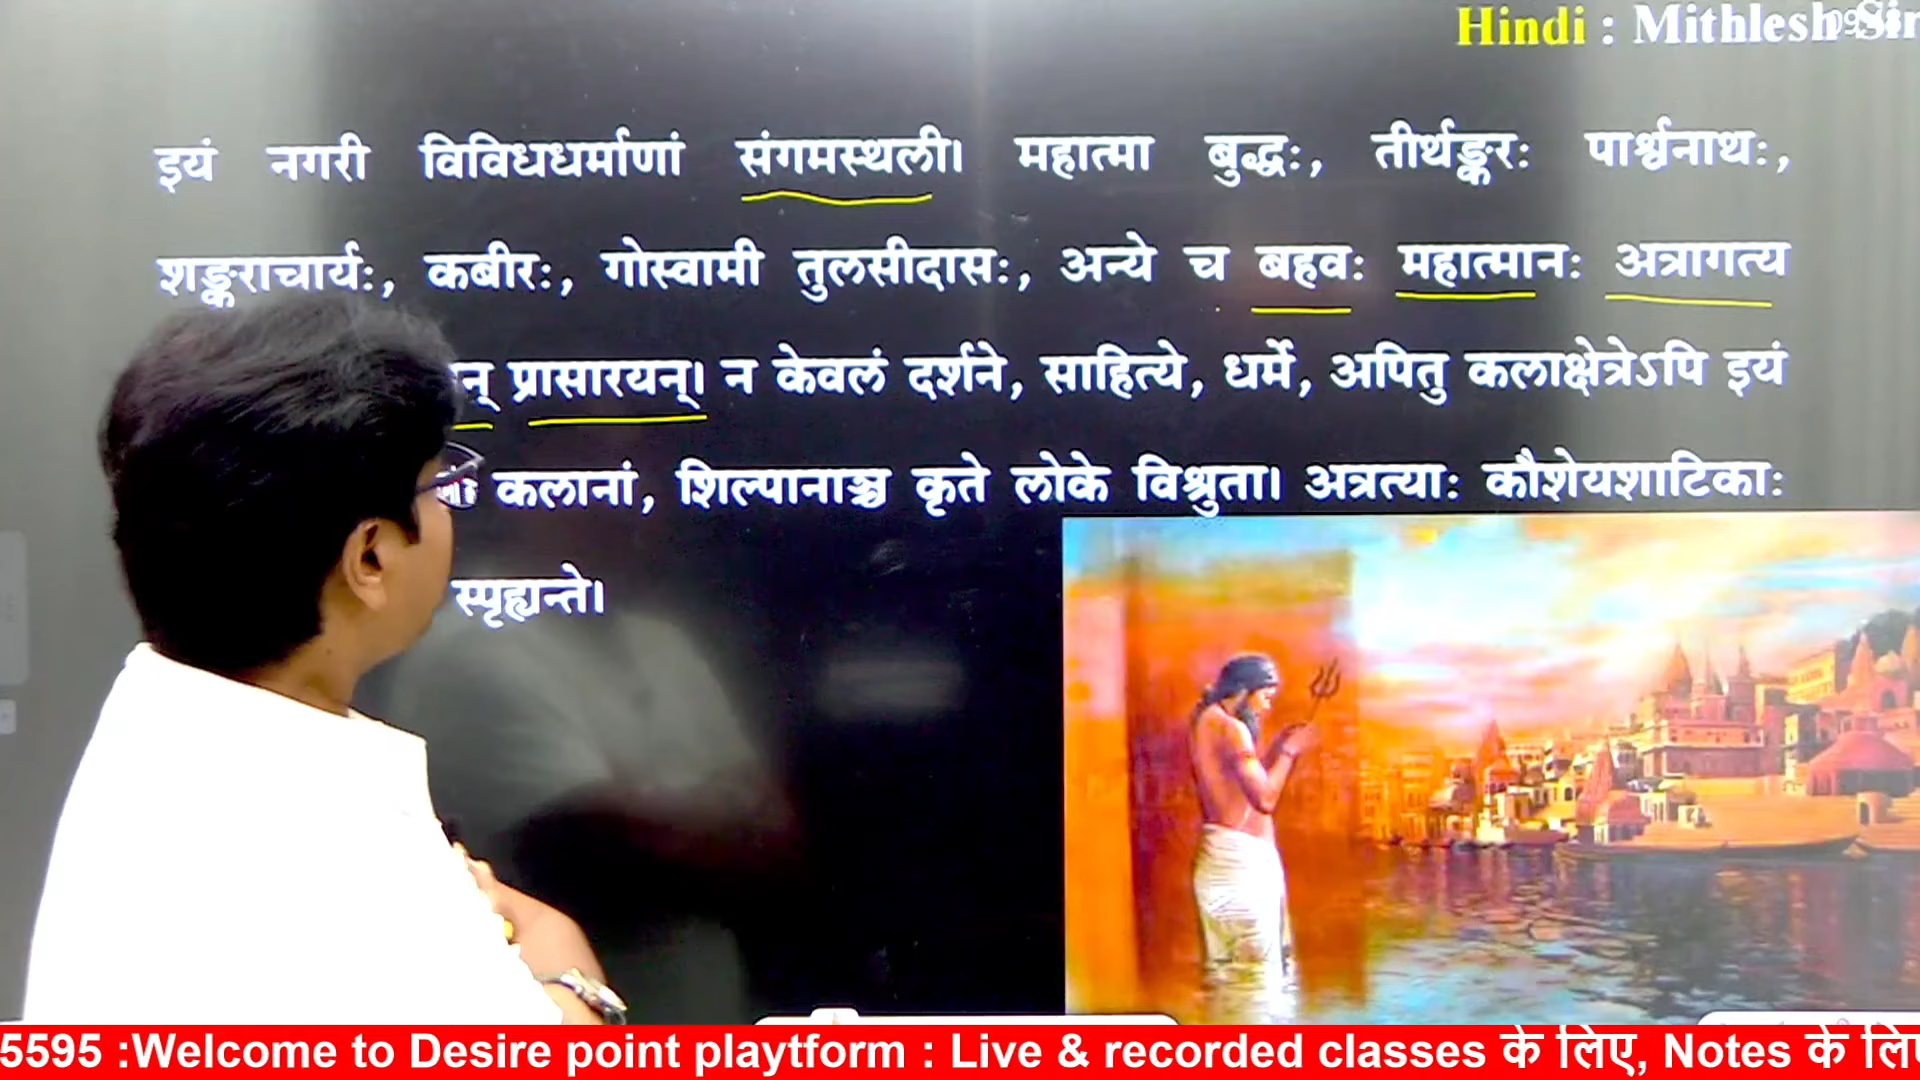 Hindi : Mithlesh Sir
इयं नगरी विविधधर्माणां संगमस्थली। महात्मा बुद्धः, तीर्थङ्करः पार्श्वनाथः,
शङ्कराचार्यः, कबीरः, गोस्वामी तुलसीदासः, अन्ये च बहवः महात्मानः अत्रागत्य
न् प्रासारयन्। न केवलं दर्शने, साहित्ये, धर्मे, अपितु कलाक्षेत्रेऽपि इयं
कलानां, शिल्पानाञ्च कृते लोके विश्रुता। अत्रत्याः कौशेयशाटिकाः
स्पृह्यन्ते।
5595 :Welcome to Desire point playtform : Live & recorded classes के लिए, Notes के लि